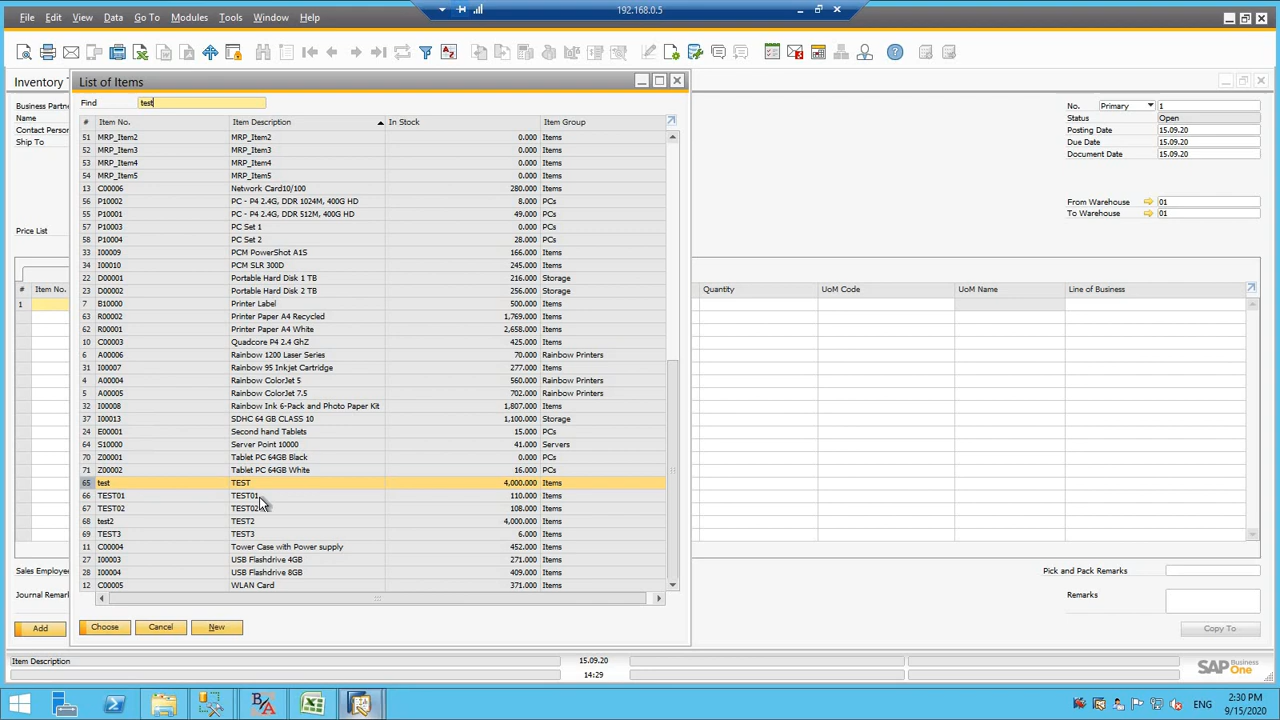 192.168.0.5
File Edit View Data Go To Modules Tools Window Help
Inventory T
List of Items
Find test
# Item No. Item Description In Stock Item Group
51 MRP_Item2 MRP_Item2 0.000 Items
52 MRP_Item3 MRP_Item3 0.000 Items
53 MRP_Item4 MRP_Item4 0.000 Items
54 MRP_Item5 MRP_Item5 0.000 Items
13 C00006 Network Card10/100 280.000 Items
56 P10002 PC - P4 2.4G, DDR 1024M, 400G HD 8.000 PCs
55 P10001 PC - P4 2.4G, DDR 512M, 400G HD 49.000 PCs
57 P10003 PC Set 1 0.000 PCs
58 P10004 PC Set 2 28.000 PCs
33 I00009 PCM PowerShot A1S 166.000 Items
34 I00010 PCM SLR 300D 245.000 Items
22 D00001 Portable Hard Disk 1 TB 216.000 Storage
23 D00002 Portable Hard Disk 2 TB 256.000 Storage
7 B10000 Printer Label 500.000 Items
63 R00002 Printer Paper A4 Recycled 1,769.000 Items
62 R00001 Printer Paper A4 White 2,658.000 Items
10 C00003 Quadcore P4 2.4 GhZ 425.000 Items
6 A00006 Rainbow 1200 Laser Series 70.000 Rainbow Printers
31 I00007 Rainbow 95 Inkjet Cartridge 277.000 Items
4 A00004 Rainbow ColorJet 5 560.000 Rainbow Printers
5 A00005 Rainbow ColorJet 7.5 702.000 Rainbow Printers
32 I00008 Rainbow Ink 6-Pack and Photo Paper Kit 1,807.000 Items
37 I00013 SDHC 64 GB CLASS 10 1,100.000 Storage
24 E00001 Second hand Tablets 15.000 PCs
64 S10000 Server Point 10000 41.000 Servers
70 Z00001 Tablet PC 64GB Black 0.000 PCs
71 Z00002 Tablet PC 64GB White 16.000 PCs
65 test TEST 4,000.000 Items
66 TEST01 TEST01 110.000 Items
67 TEST02 TEST02 108.000 Items
68 test2 TEST2 4,000.000 Items
69 TEST3 TEST3 6.000 Items
11 C00004 Tower Case with Power supply 452.000 Items
27 I00003 USB Flashdrive 4GB 271.000 Items
28 I00004 USB Flashdrive 8GB 409.000 Items
12 C00005 WLAN Card 371.000 Items
Choose Cancel New
Business Partne
Name
Contact Person
Ship To
Price List
# Item No.
1
Sales Employe
Journal Remark
Add
No. Primary 1
Status Open
Posting Date 15.09.20
Due Date 15.09.20
Document Date 15.09.20
From Warehouse 01
To Warehouse 01
Quantity UoM Code UoM Name Line of Business
Pick and Pack Remarks
Remarks
Copy To
Item Description 15.09.20
14:29
SAP Business One
ENG 2:30 PM
9/15/2020